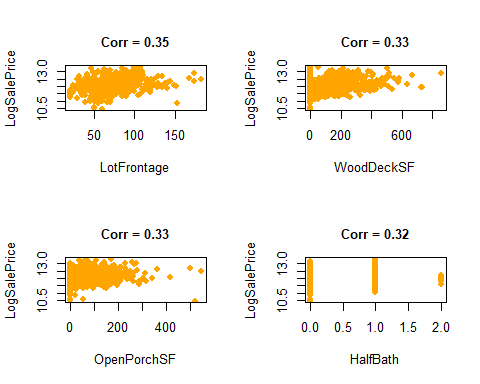 Corr = 0.35
LogSalePrice
10.5 13.0
50 100 150
LotFrontage
Corr = 0.33
LogSalePrice
10.5 13.0
0 200 600
WoodDeckSF
Corr = 0.33
LogSalePrice
10.5 13.0
0 200 400
OpenPorchSF
Corr = 0.32
LogSalePrice
10.5 13.0
0.0 0.5 1.0 1.5 2.0
HalfBath